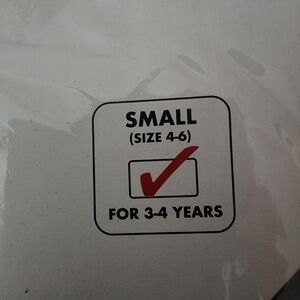 SMALL
(SIZE 4-6)
FOR 3-4 YEARS